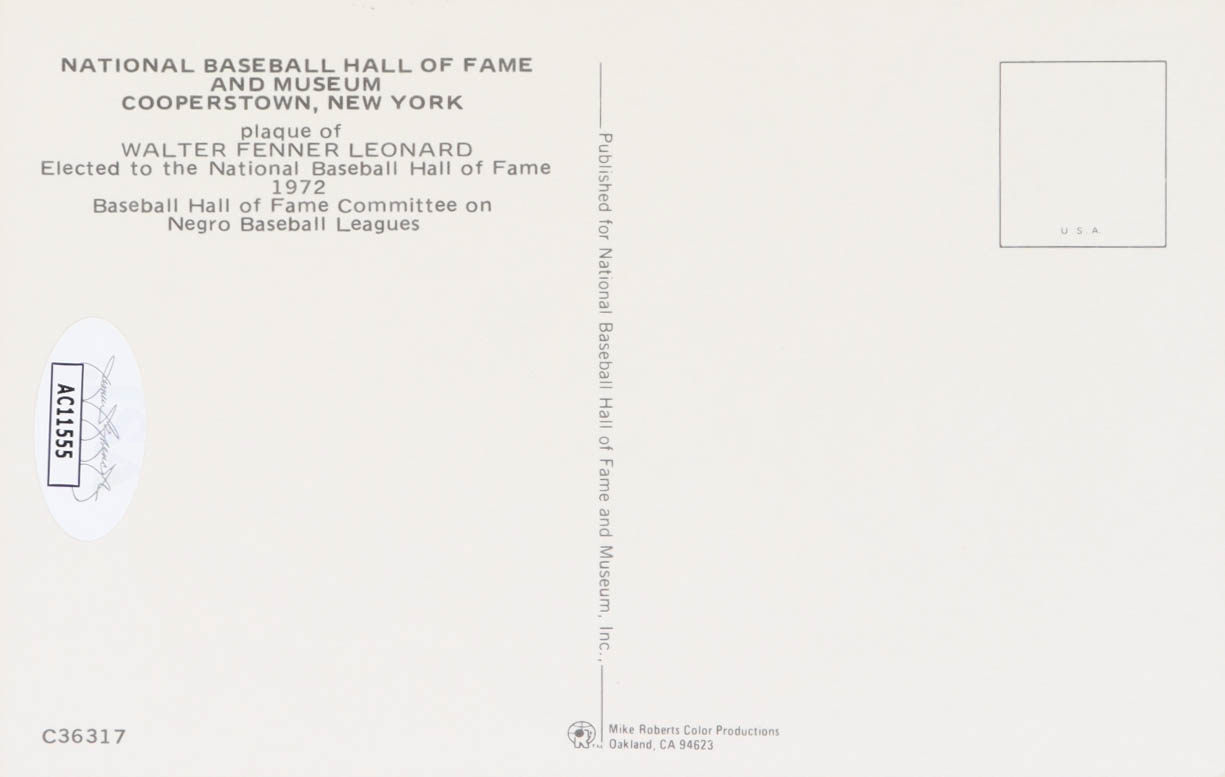 NATIONAL BASEBALL HALL OF FAME
AND MUSEUM
COOPERSTOWN, NEW YORK
plaque of
WALTER FENNER LEONARD
Elected to the National Baseball Hall of Fame
1972
Baseball Hall of Fame Committee on
Negro Baseball Leagues
AC11555
C36317
Published for National Baseball Hall of Fame and Museum, Inc.,
Mike Roberts Color Productions
Oakland, CA 94623
U.S.A.